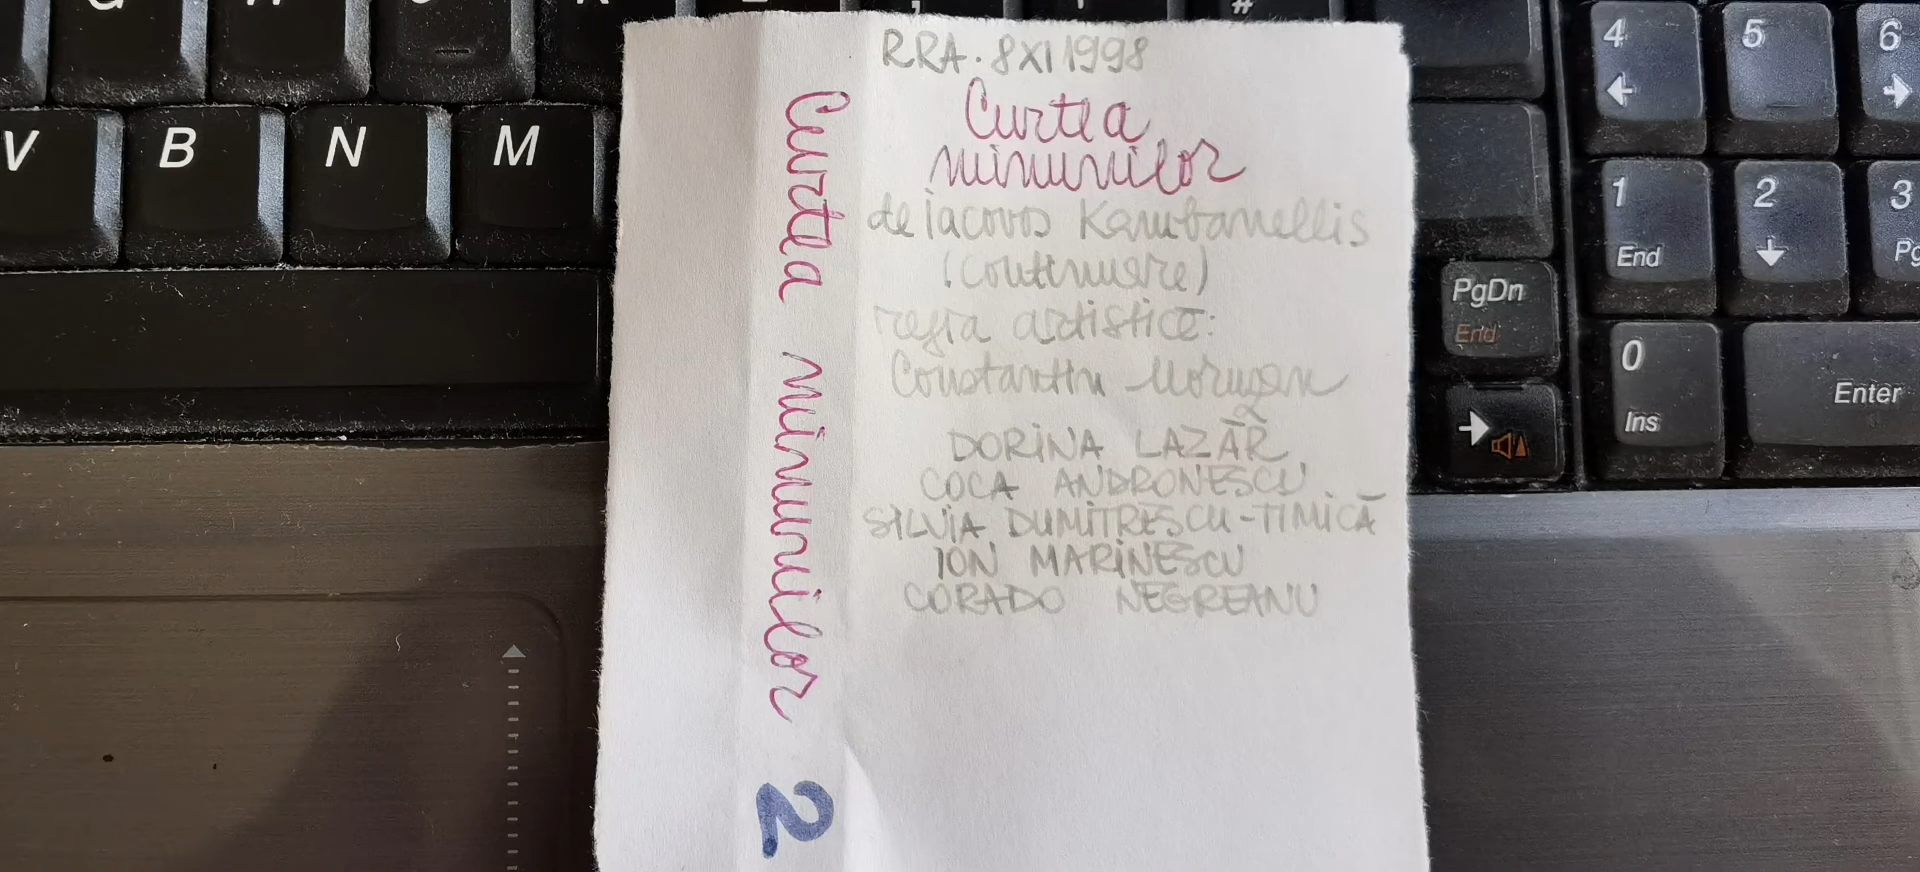 RRA. 8 XI 1998
Curtea
minunilor
de iacovos Kambanellis
(continuare)
regia artistică:
Constantin Moruzan
DORINA LAZĂR
COCA ANDRONESCU
SILVIA DUMITRESCU-TIMICĂ
ION MARINESCU
CORADO NEGREANU
Curtea minunilor 2
V B N M
#
4 5 6
1 2 3
End Pg
PgDn
End
0
Ins
Enter